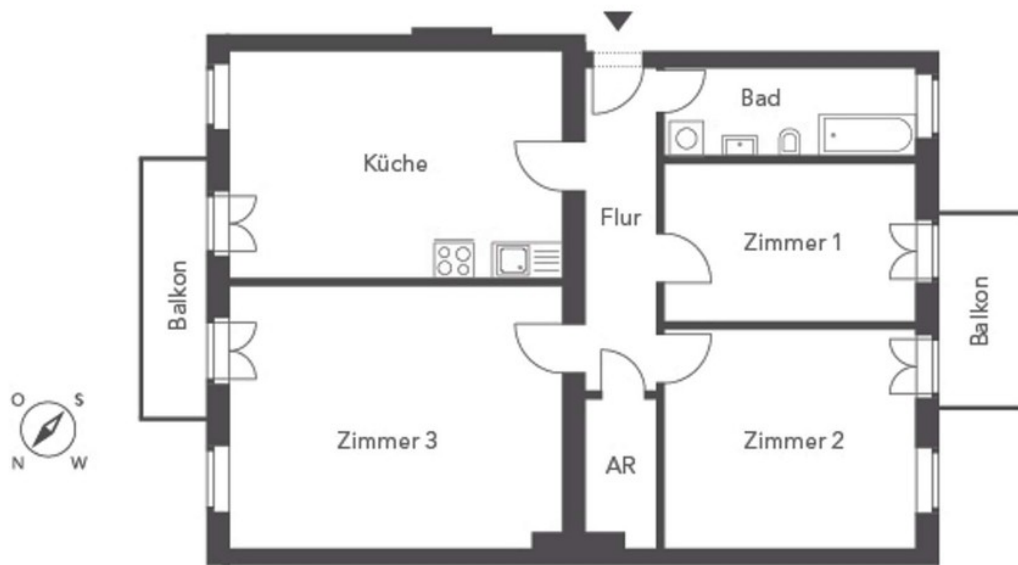 Bad
Küche
Flur
Zimmer 1
Balkon
Balkon
O S
N W
Zimmer 3
AR
Zimmer 2